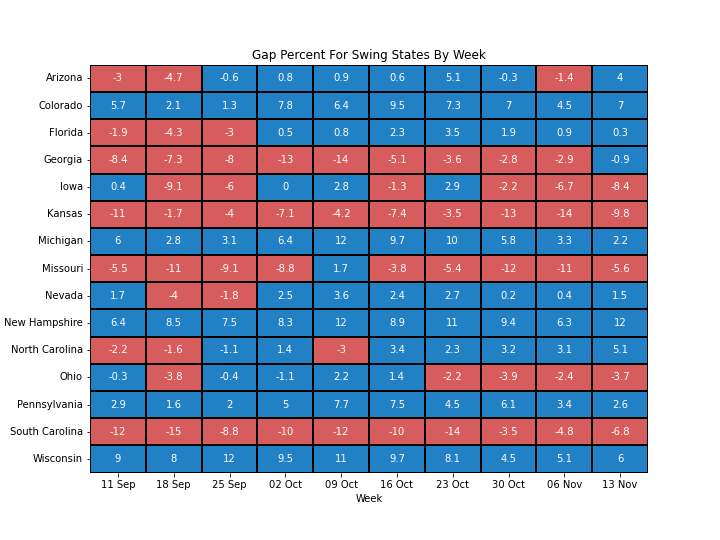 Gap Percent For Swing States By Week
Arizona -3 -4.7 -0.6 0.8 0.9 0.6 5.1 -0.3 -1.4 4
Colorado 5.7 2.1 1.3 7.8 6.4 9.5 7.3 7 4.5 7
Florida -1.9 -4.3 -3 0.5 0.8 2.3 3.5 1.9 0.9 0.3
Georgia -8.4 -7.3 -8 -13 -14 -5.1 -3.6 -2.8 -2.9 -0.9
Iowa 0.4 -9.1 -6 0 2.8 -1.3 2.9 -2.2 -6.7 -8.4
Kansas -11 -1.7 -4 -7.1 -4.2 -7.4 -3.5 -13 -14 -9.8
Michigan 6 2.8 3.1 6.4 12 9.7 10 5.8 3.3 2.2
Missouri -5.5 -11 -9.1 -8.8 1.7 -3.8 -5.4 -12 -11 -5.6
Nevada 1.7 -4 -1.8 2.5 3.6 2.4 2.7 0.2 0.4 1.5
New Hampshire 6.4 8.5 7.5 8.3 12 8.9 11 9.4 6.3 12
North Carolina -2.2 -1.6 -1.1 1.4 -3 3.4 2.3 3.2 3.1 5.1
Ohio -0.3 -3.8 -0.4 -1.1 2.2 1.4 -2.2 -3.9 -2.4 -3.7
Pennsylvania 2.9 1.6 2 5 7.7 7.5 4.5 6.1 3.4 2.6
South Carolina -12 -15 -8.8 -10 -12 -10 -14 -3.5 -4.8 -6.8
Wisconsin 9 8 12 9.5 11 9.7 8.1 4.5 5.1 6
11 Sep 18 Sep 25 Sep 02 Oct 09 Oct 16 Oct 23 Oct 30 Oct 06 Nov 13 Nov
Week